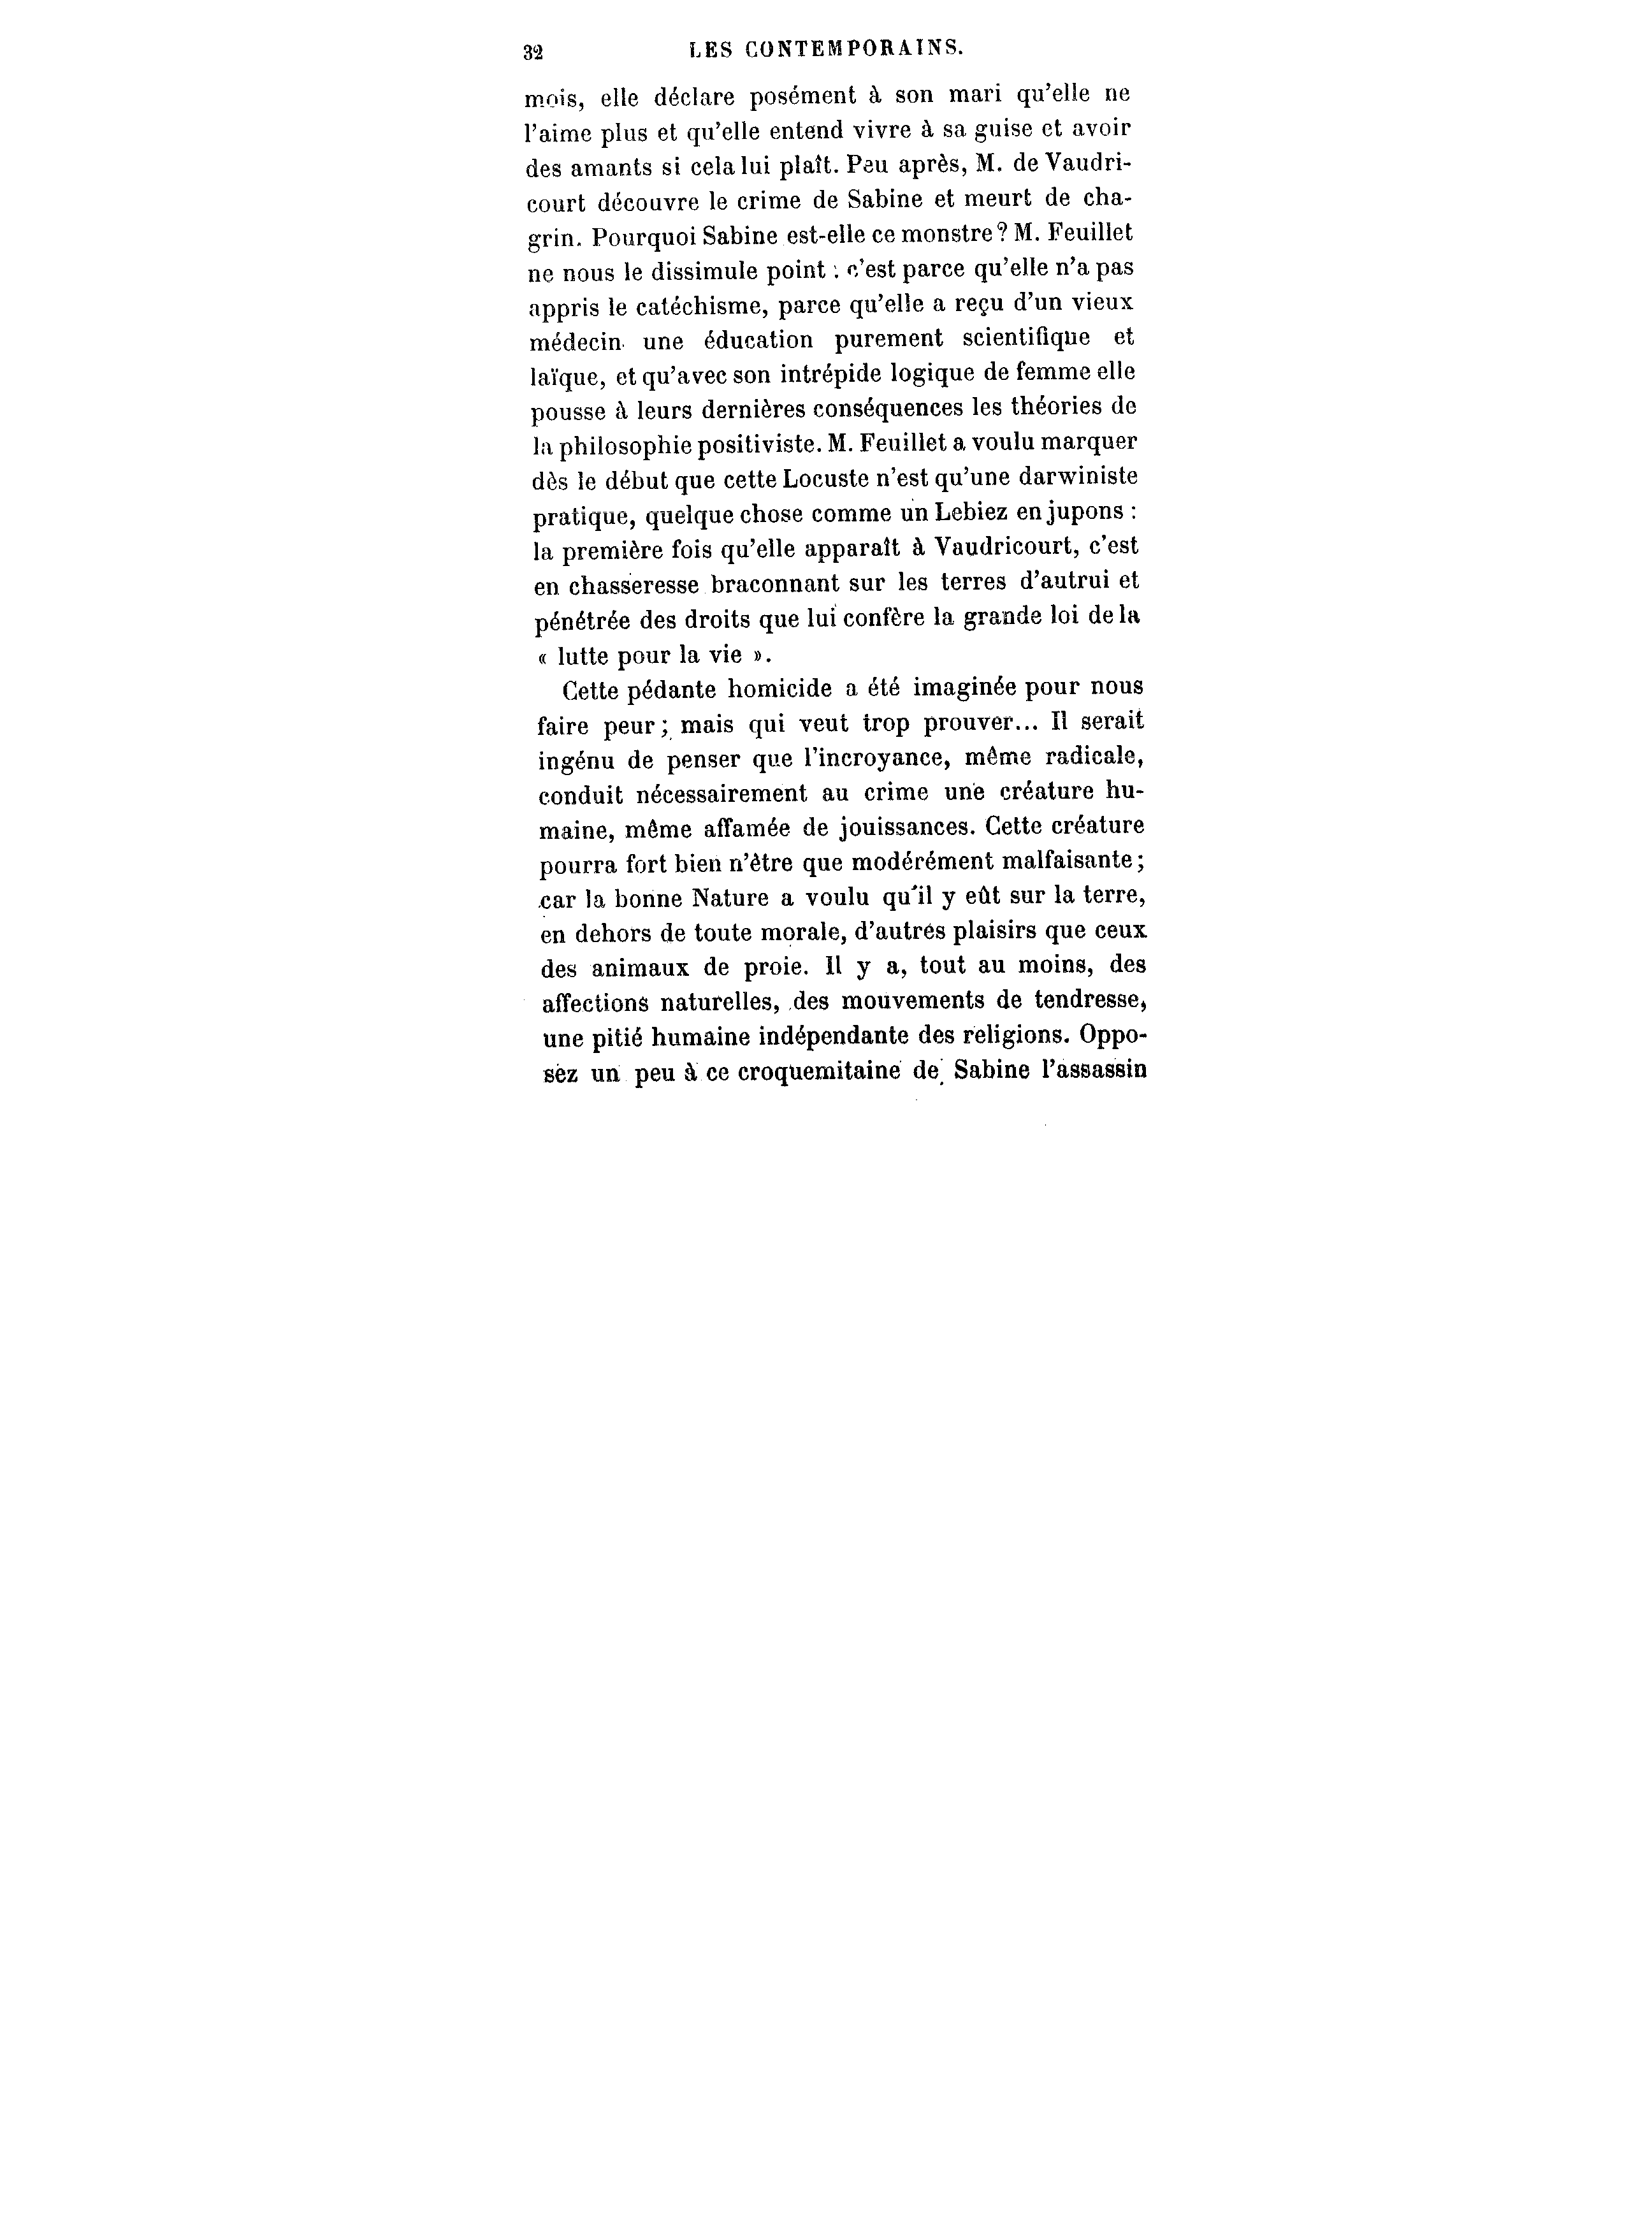 32 LES CONTEMPORAINS.
mois, elle déclare posément à son mari qu'elle ne
l'aime plus et qu'elle entend vivre à sa guise et avoir
des amants si cela lui plaît. Peu après, M. de Vaudri-
court découvre le crime de Sabine et meurt de cha-
grin. Pourquoi Sabine est-elle ce monstre ? M. Feuillet
ne nous le dissimule point : c'est parce qu'elle n'a pas
appris le catéchisme, parce qu'elle a reçu d'un vieux
médecin une éducation purement scientifique et
laïque, et qu'avec son intrépide logique de femme elle
pousse à leurs dernières conséquences les théories de
la philosophie positiviste. M. Feuillet a voulu marquer
dès le début que cette Locuste n'est qu'une darwiniste
pratique, quelque chose comme un Lebiez en jupons :
la première fois qu'elle apparaît à Vaudricourt, c'est
en chasseresse braconnant sur les terres d'autrui et
pénétrée des droits que lui confère la grande loi de la
« lutte pour la vie ».
Cette pédante homicide a été imaginée pour nous
faire peur ; mais qui veut trop prouver... Il serait
ingénu de penser que l'incroyance, même radicale,
conduit nécessairement au crime une créature hu-
maine, même affamée de jouissances. Cette créature
pourra fort bien n'être que modérément malfaisante ;
car la bonne Nature a voulu qu'il y eût sur la terre,
en dehors de toute morale, d'autres plaisirs que ceux
des animaux de proie. Il y a, tout au moins, des
affections naturelles, des mouvements de tendresse,
une pitié humaine indépendante des religions. Oppo-
sez un peu à ce croquemitaine de Sabine l'assassin